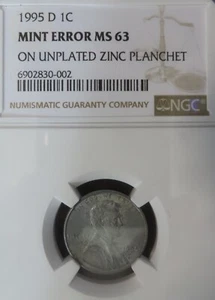 1995 D 1C
MINT ERROR MS 63
ON UNPLATED ZINC PLANCHET
6902830-002
NUMISMATIC GUARANTY COMPANY
NGC